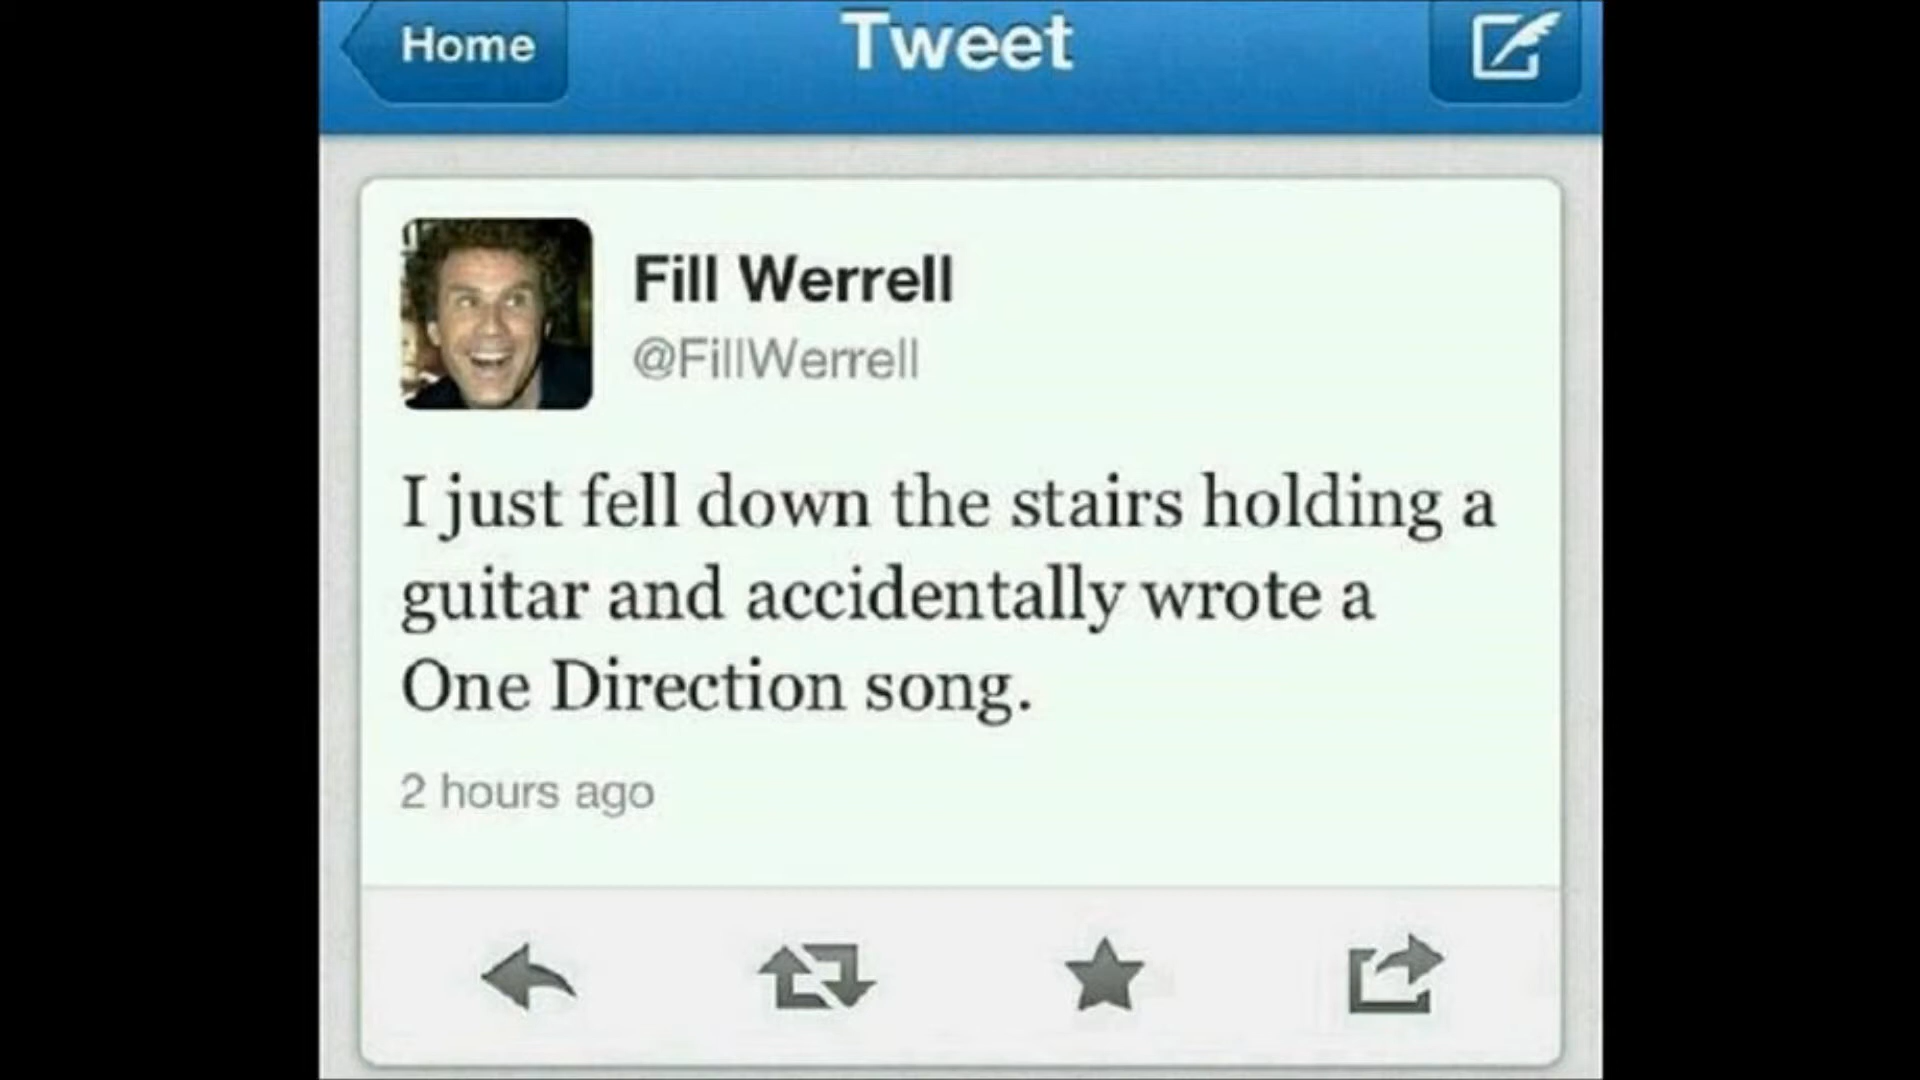 Home
Tweet
Fill Werrell
@FillWerrell
I just fell down the stairs holding a
guitar and accidentally wrote a
One Direction song.
2 hours ago